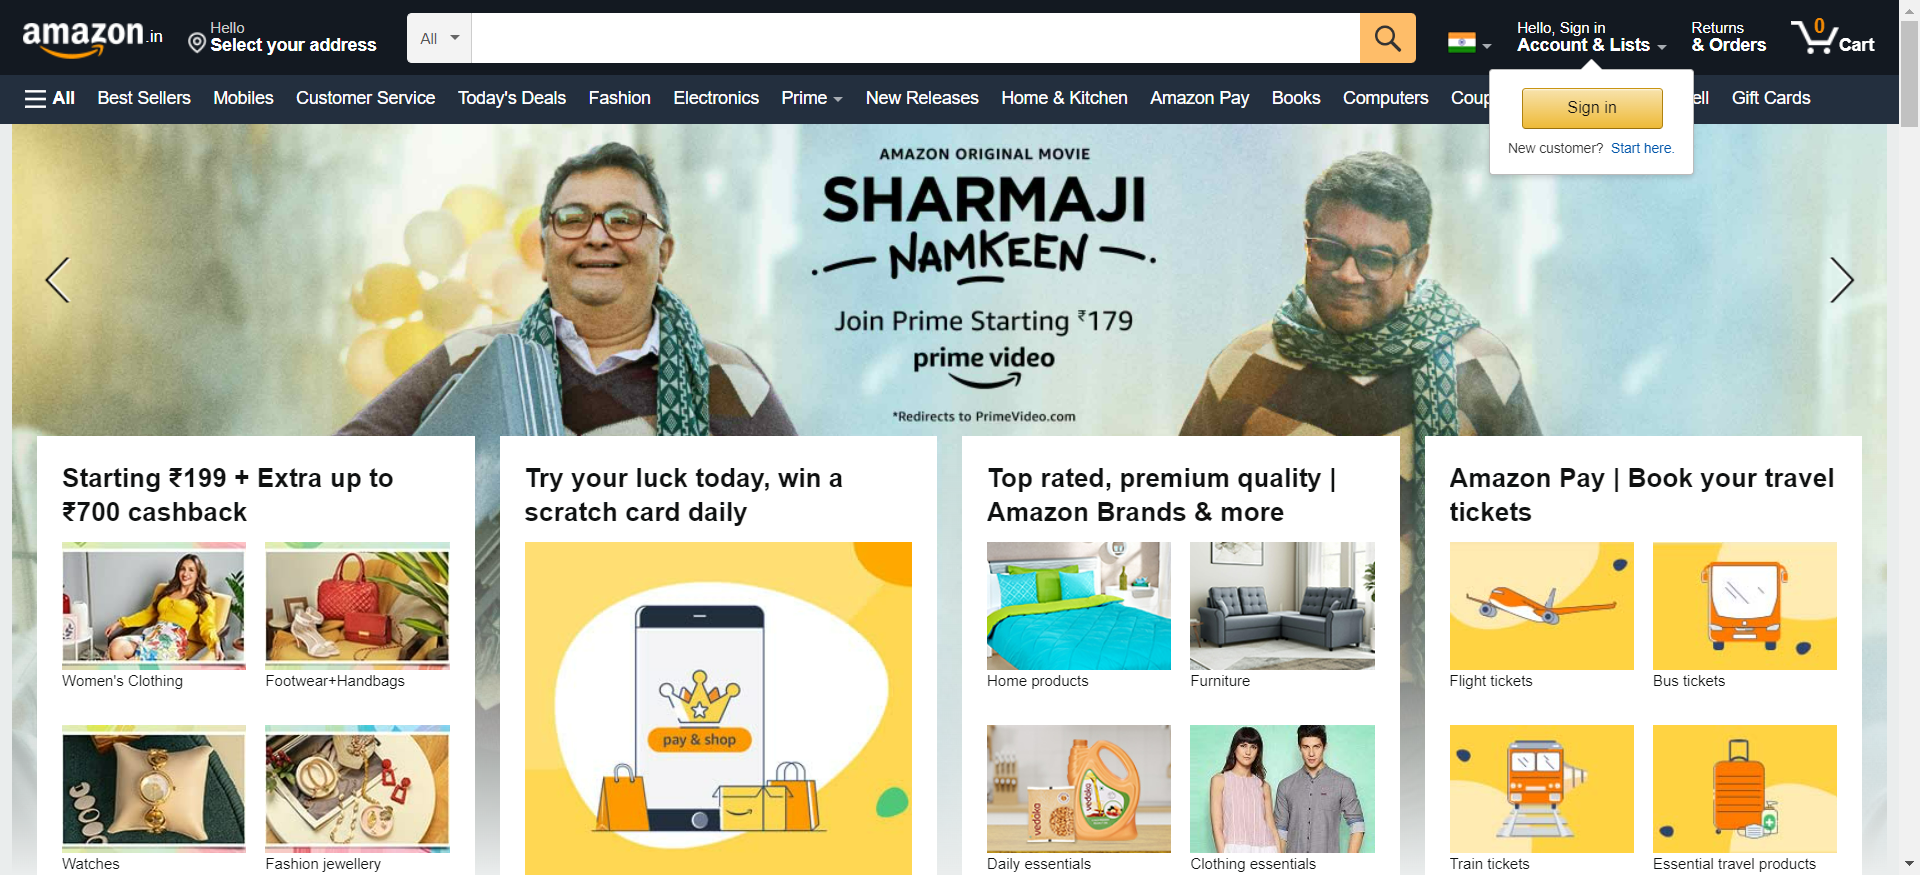 amazon.in
Hello
Select your address
All
Hello, Sign in
Account & Lists
Returns
& Orders
0
Cart
All
Best Sellers
Mobiles
Customer Service
Today's Deals
Fashion
Electronics
Prime
New Releases
Home & Kitchen
Amazon Pay
Books
Computers
Coup
ell
Gift Cards
Sign in
New customer? Start here.
AMAZON ORIGINAL MOVIE
SHARMAJI
NAMKEEN
Join Prime Starting ₹179
prime video
*Redirects to PrimeVideo.com
Starting ₹199 + Extra up to
₹700 cashback
Women's Clothing
Footwear+Handbags
Watches
Fashion jewellery
Try your luck today, win a
scratch card daily
pay & shop
Top rated, premium quality |
Amazon Brands & more
Home products
Furniture
vedaka
vedaka
Daily essentials
Clothing essentials
Amazon Pay | Book your travel
tickets
Flight tickets
Bus tickets
Train tickets
Essential travel products